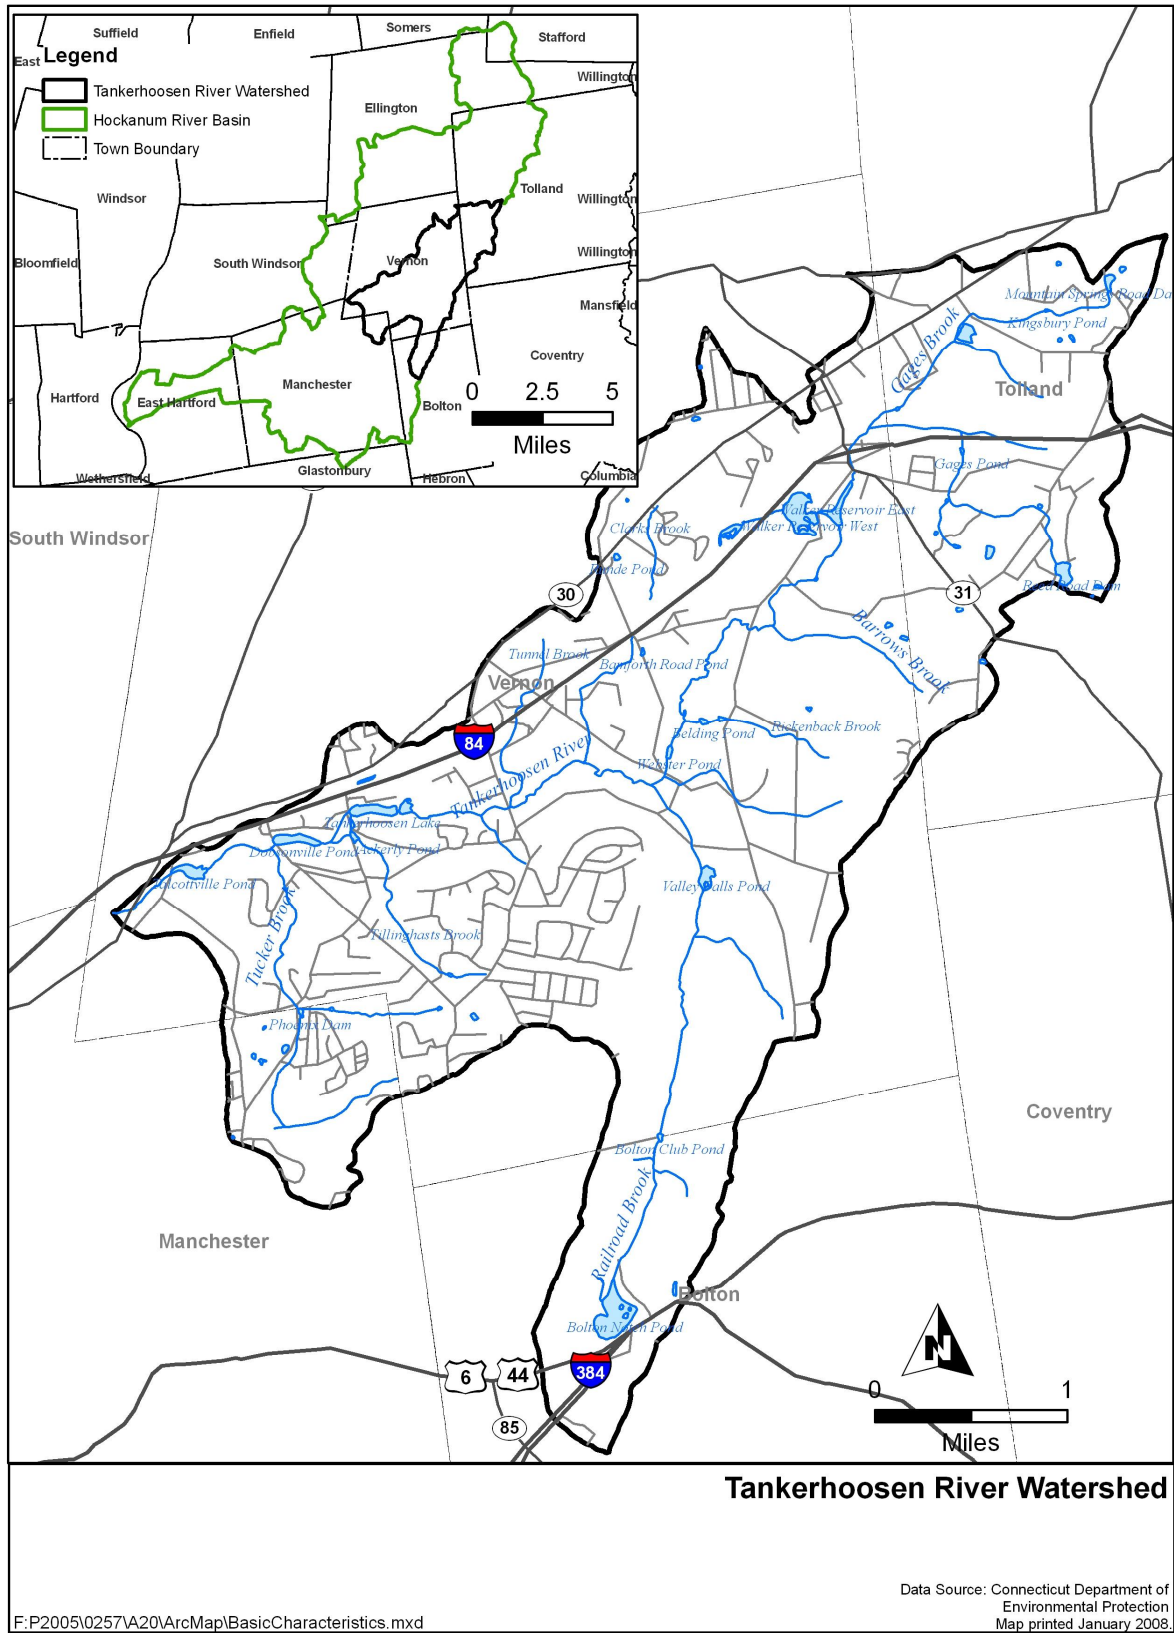 Suffield
Enfield
Somers
Stafford
East
Legend
Willington
Tankerhoosen River Watershed
Ellington
Hockanum River Basin
Town Boundary
Tolland
Windsor
Willington
Bloomfield
South Windsor
Vernon
Willington
Mansfield
Coventry
Manchester
Hartford
East Hartford
Bolton
0 2.5 5
Miles
Wethersfield
Glastonbury
Hebron
Columbia
Mountain Springs Road Da
Kingsbury Pond
Gages Brook
Tolland
Gages Pond
Walker Reservoir East
Walker Reservoir West
Clarks Brook
South Windsor
Reed Road Dam
30
31
Barrows Brook
Tunnel Brook
Bamforth Road Pond
Vernon
Rickenback Brook
Belding Pond
84
Tankerhoosen River
Webster Pond
Tankerhoosen Lake
Dobsonville Pond
Ackerly Pond
Talcottville Pond
Valley Falls Pond
Tucker Brook
Tillinghasts Brook
Phoenix Dam
Coventry
Bolton Club Pond
Railroad Brook
Manchester
Bolton
Bolton Notch Pond
N
6
44
384
85
0 1
Miles
Tankerhoosen River Watershed
Data Source: Connecticut Department of
Environmental Protection
F:P2005\0257\A20\ArcMap\BasicCharacteristics.mxd
Map printed January 2008.